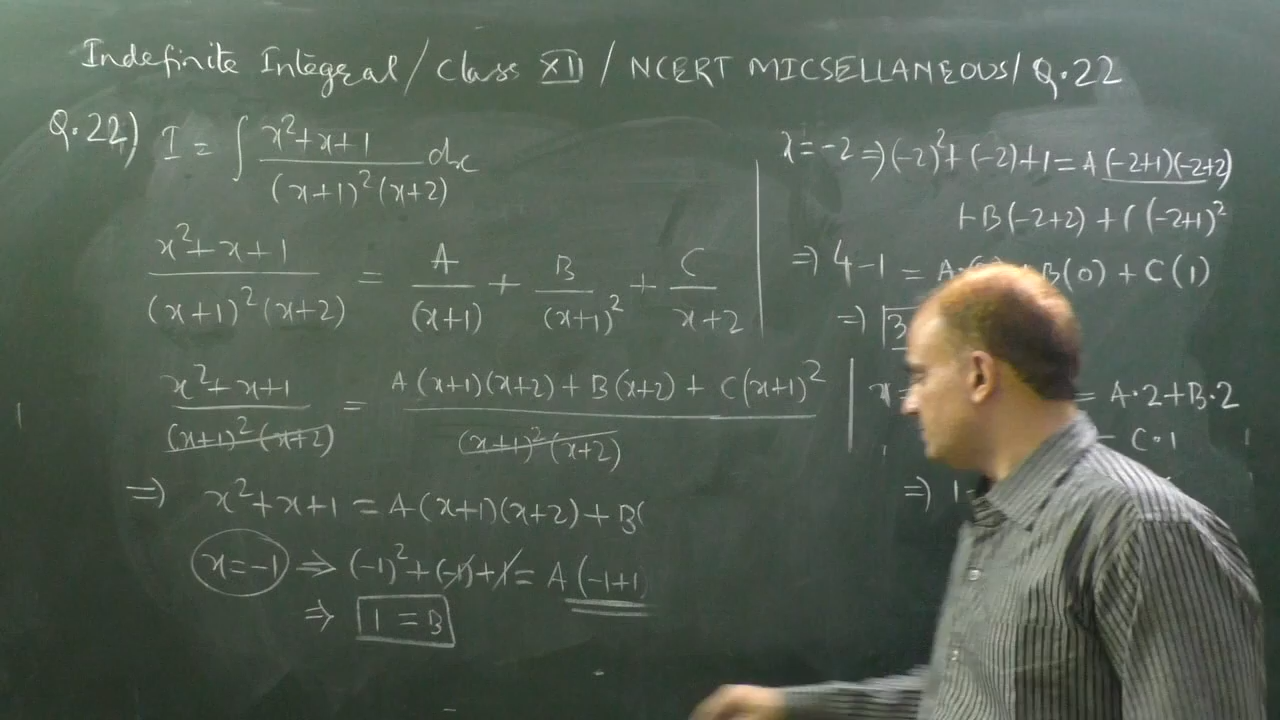 Indefinite Integral / Class XII / NCERT MICSELLANEOUS / Q.22
Q.22) I = ∫ x²+x+1 / (x+1)²(x+2) dx
x²+x+1 / (x+1)²(x+2) = A / (x+1) + B / (x+1)² + C / x+2
x²+x+1 / (x+1)²(x+2) = A(x+1)(x+2) + B(x+2) + C(x+1)² / (x+1)²(x+2)
⇒ x²+x+1 = A(x+1)(x+2) + B(
x=-1 ⇒ (-1)²+(-1)+1 = A(-1+1)
⇒ 1 = B
x=-2 ⇒ (-2)²+(-2)+1 = A(-2+1)(-2+2)
+B(-2+2) + C(-2+1)²
⇒ 4-1 = A B(0) + C(1)
⇒ 3
x = A·2+B·2
C·1
⇒ 1-